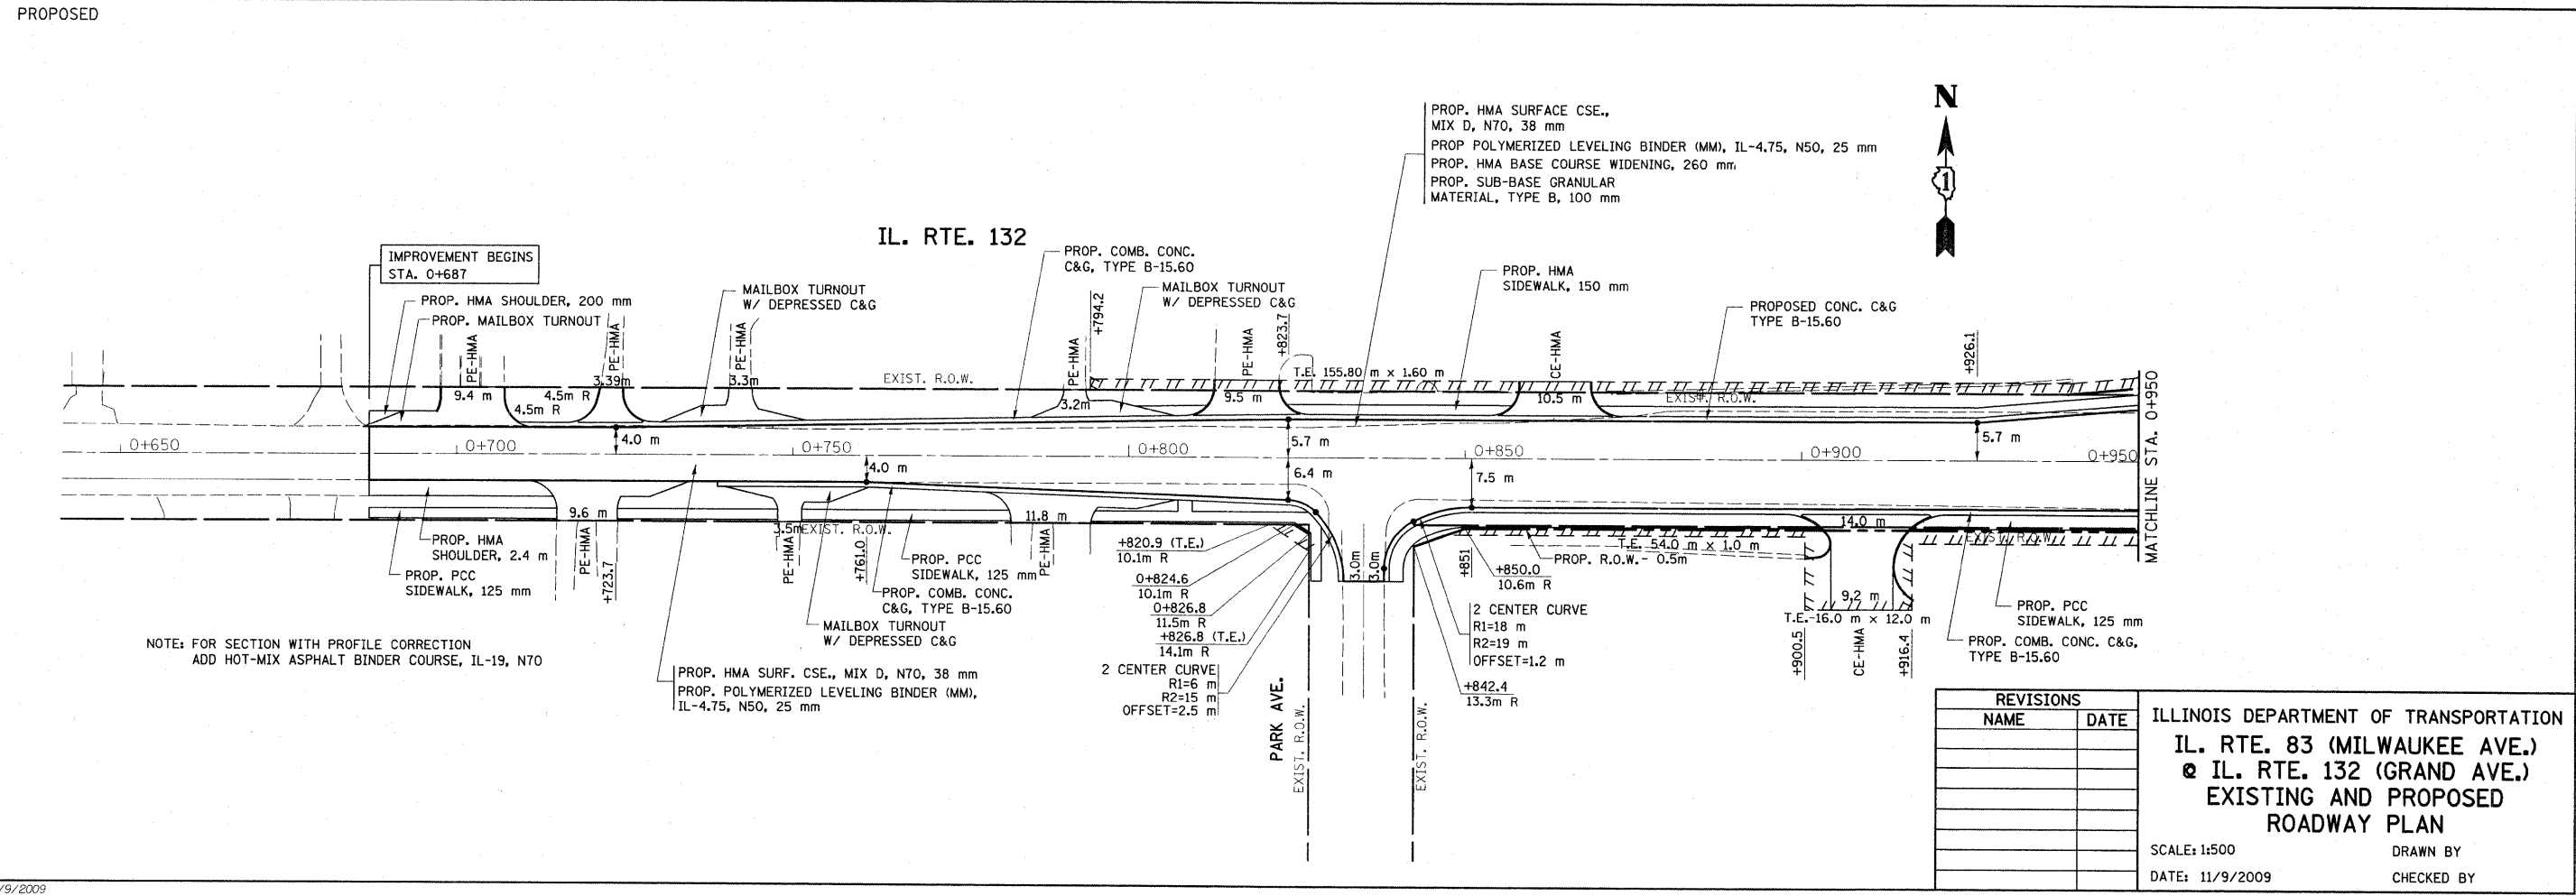 PROPOSED
N
1
PROP. HMA SURFACE CSE.,
MIX D, N70, 38 mm
PROP POLYMERIZED LEVELING BINDER (MM), IL-4.75, N50, 25 mm
PROP. HMA BASE COURSE WIDENING, 260 mm
PROP. SUB-BASE GRANULAR
MATERIAL, TYPE B, 100 mm
IL. RTE. 132
IMPROVEMENT BEGINS
STA. 0+687
PROP. HMA SHOULDER, 200 mm
PROP. MAILBOX TURNOUT
MAILBOX TURNOUT
W/ DEPRESSED C&G
PROP. COMB. CONC.
C&G, TYPE B-15.60
MAILBOX TURNOUT
W/ DEPRESSED C&G
PROP. HMA
SIDEWALK, 150 mm
PROPOSED CONC. C&G
TYPE B-15.60
+794.2
+823.7
+926.1
PE-HMA
PE-HMA
PE-HMA
PE-HMA
PE-HMA
CE-HMA
9.4 m
4.5m R
4.5m R
3.39m
3.3m
EXIST. R.O.W.
3.2m
9.5 m
T.E. 155.80 m x 1.60 m
10.5 m
EXIST. R.O.W.
0+650
0+700
4.0 m
0+750
4.0 m
0+800
5.7 m
6.4 m
0+850
7.5 m
0+900
5.7 m
0+950
MATCHLINE STA. 0+950
9.6 m
3.5m
EXIST. R.O.W.
11.8 m
14.0 m
EXIST. R.O.W.
PE-HMA
+723.7
PE-HMA
+761.0
PE-HMA
PROP. HMA
SHOULDER, 2.4 m
PROP. PCC
SIDEWALK, 125 mm
PROP. PCC
SIDEWALK, 125 mm
PROP. COMB. CONC.
C&G, TYPE B-15.60
MAILBOX TURNOUT
W/ DEPRESSED C&G
+820.9 (T.E.)
10.1m R
0+824.6
10.1m R
0+826.8
11.5m R
+826.8 (T.E.)
14.1m R
2 CENTER CURVE
R1=6 m
R2=15 m
OFFSET=2.5 m
3.0m
3.0m
+851
+850.0
10.6m R
PROP. R.O.W.- 0.5m
T.E. 54.0 m x 1.0 m
2 CENTER CURVE
R1=18 m
R2=19 m
OFFSET=1.2 m
+842.4
13.3m R
9.2 m
T.E.-16.0 m x 12.0 m
+900.5
CE-HMA
+916.4
PROP. PCC
SIDEWALK, 125 mm
PROP. COMB. CONC. C&G,
TYPE B-15.60
NOTE: FOR SECTION WITH PROFILE CORRECTION
ADD HOT-MIX ASPHALT BINDER COURSE, IL-19, N70
PROP. HMA SURF. CSE., MIX D, N70, 38 mm
PROP. POLYMERIZED LEVELING BINDER (MM),
IL-4.75, N50, 25 mm
PARK AVE.
EXIST. R.O.W.
EXIST. R.O.W.
REVISIONS
NAME DATE
ILLINOIS DEPARTMENT OF TRANSPORTATION
IL. RTE. 83 (MILWAUKEE AVE.)
@ IL. RTE. 132 (GRAND AVE.)
EXISTING AND PROPOSED
ROADWAY PLAN
SCALE: 1:500
DRAWN BY
DATE: 11/9/2009
CHECKED BY
/9/2009